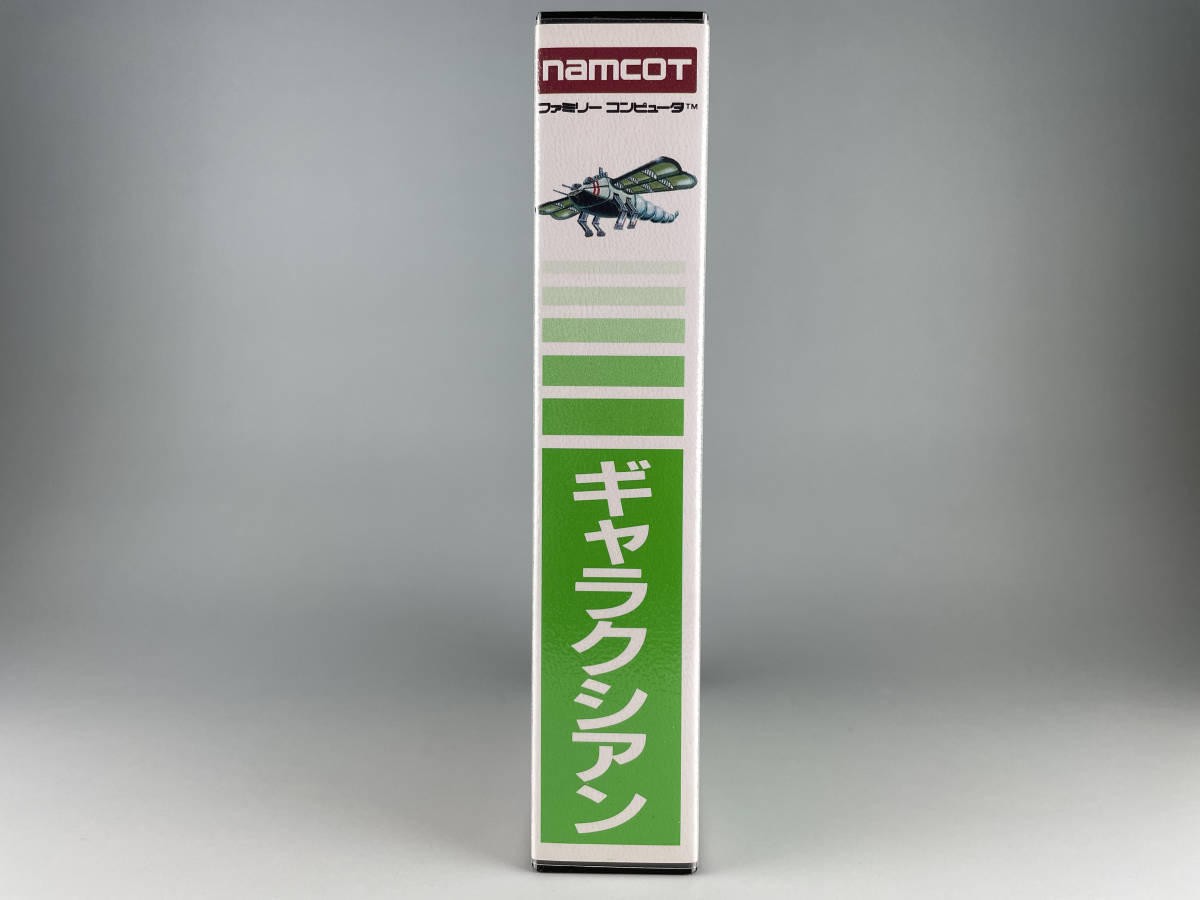 namcot
ファミリー コンピュータ™
ギャラクシアン